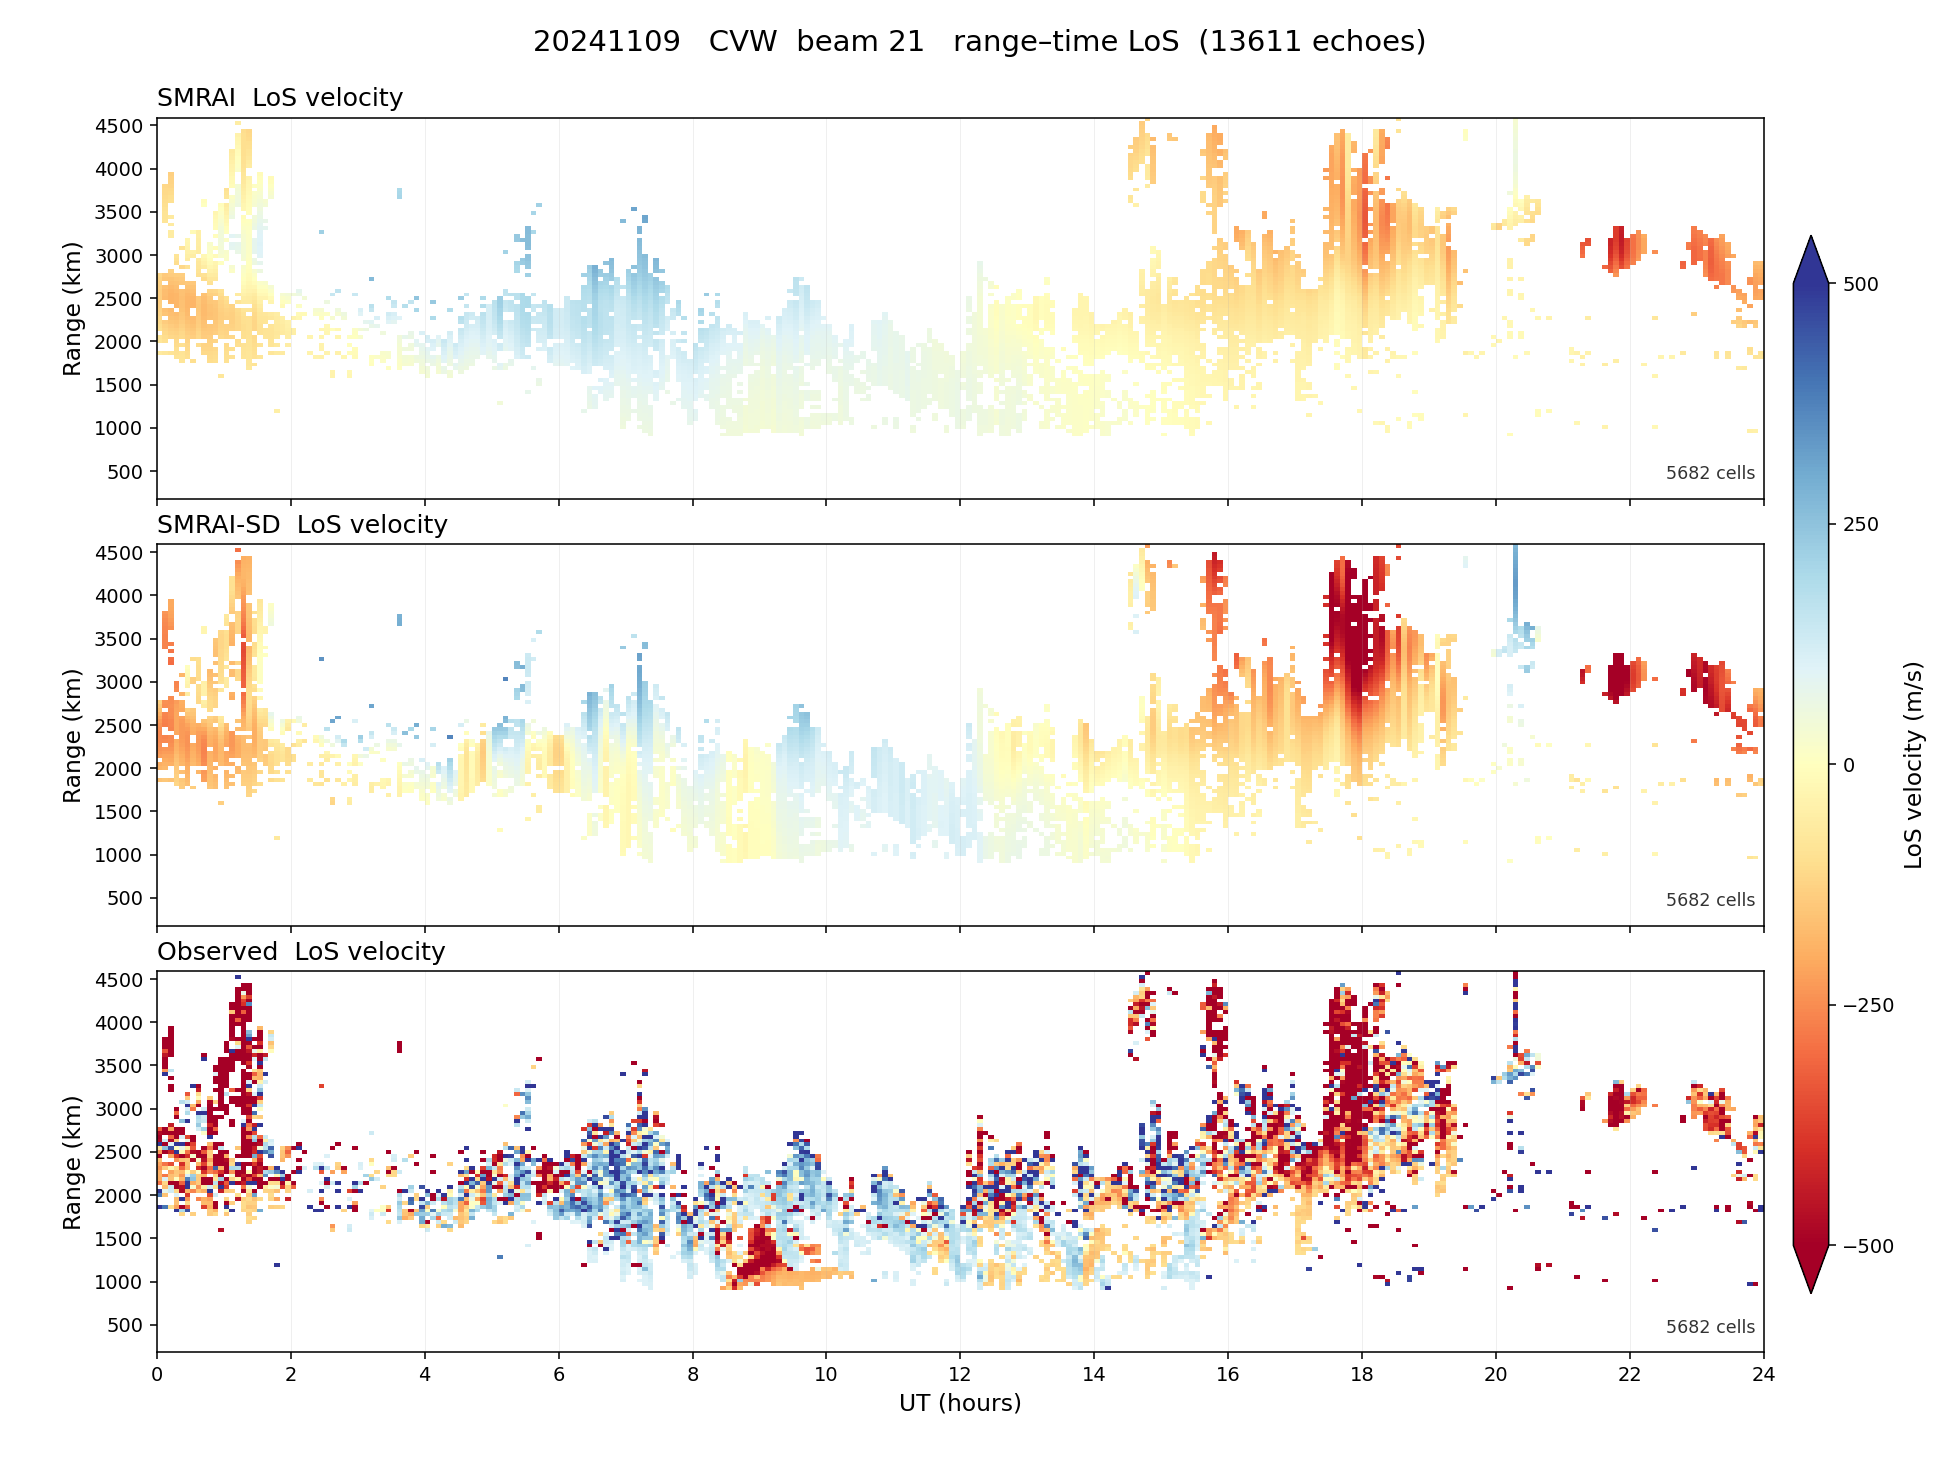 20241109   CVW  beam 21   range–time LoS  (13611 echoes)
SMRAI  LoS velocity
4500
4000
3500
3000
2500
2000
1500
1000
500
Range (km)
5682 cells
SMRAI-SD  LoS velocity
4500
4000
3500
3000
2500
2000
1500
1000
500
Range (km)
5682 cells
Observed  LoS velocity
4500
4000
3500
3000
2500
2000
1500
1000
500
Range (km)
5682 cells
0 2 4 6 8 10 12 14 16 18 20 22 24
UT (hours)
500
250
0
−250
−500
LoS velocity (m/s)